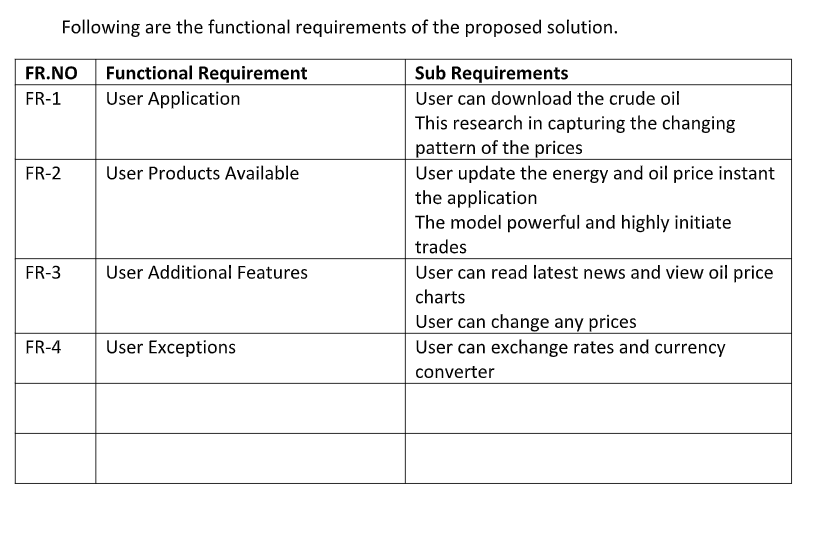 Following are the functional requirements of the proposed solution.
FR.NO Functional Requirement Sub Requirements
FR-1 User Application User can download the crude oil
This research in capturing the changing
pattern of the prices
FR-2 User Products Available User update the energy and oil price instant
the application
The model powerful and highly initiate
trades
FR-3 User Additional Features User can read latest news and view oil price
charts
User can change any prices
FR-4 User Exceptions User can exchange rates and currency
converter